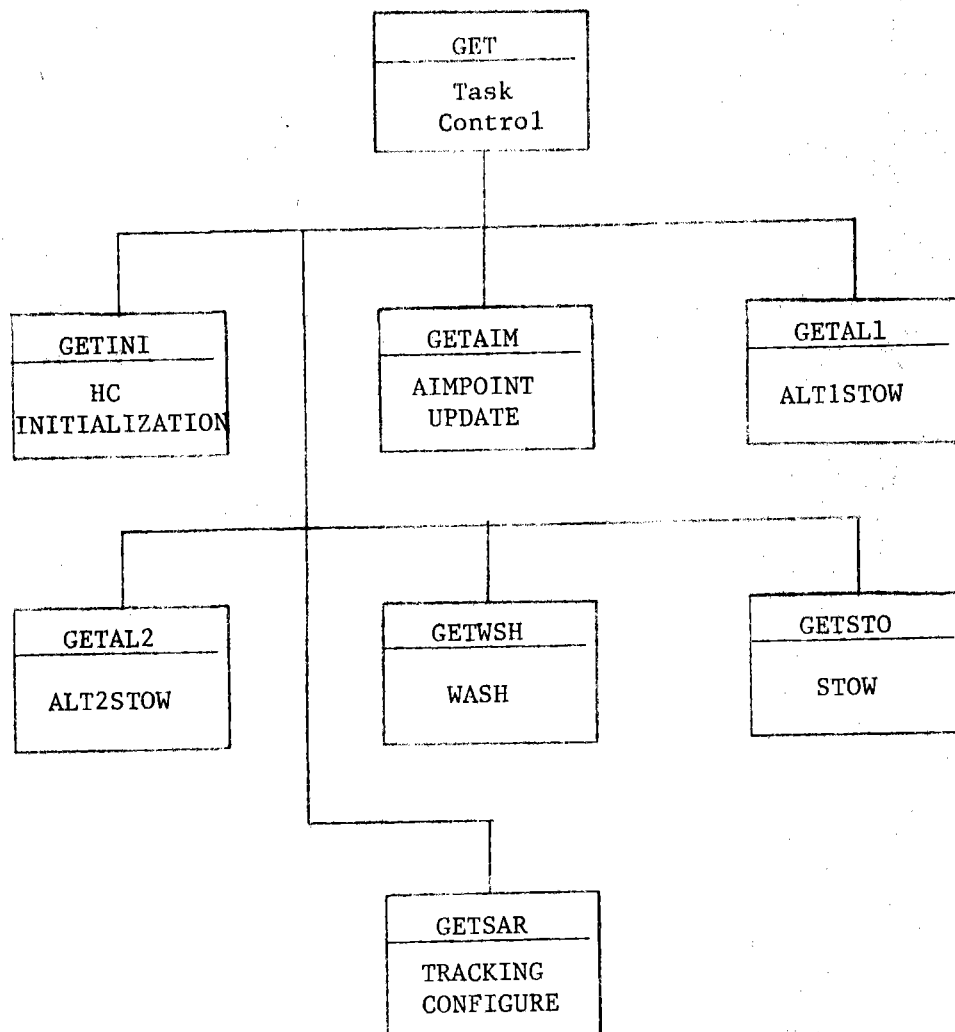 GET
Task
Control
GETINI
HC
INITIALIZATION
GETAIM
AIMPOINT
UPDATE
GETAL1
ALT1STOW
GETAL2
ALT2STOW
GETWSH
WASH
GETSTO
STOW
GETSAR
TRACKING
CONFIGURE